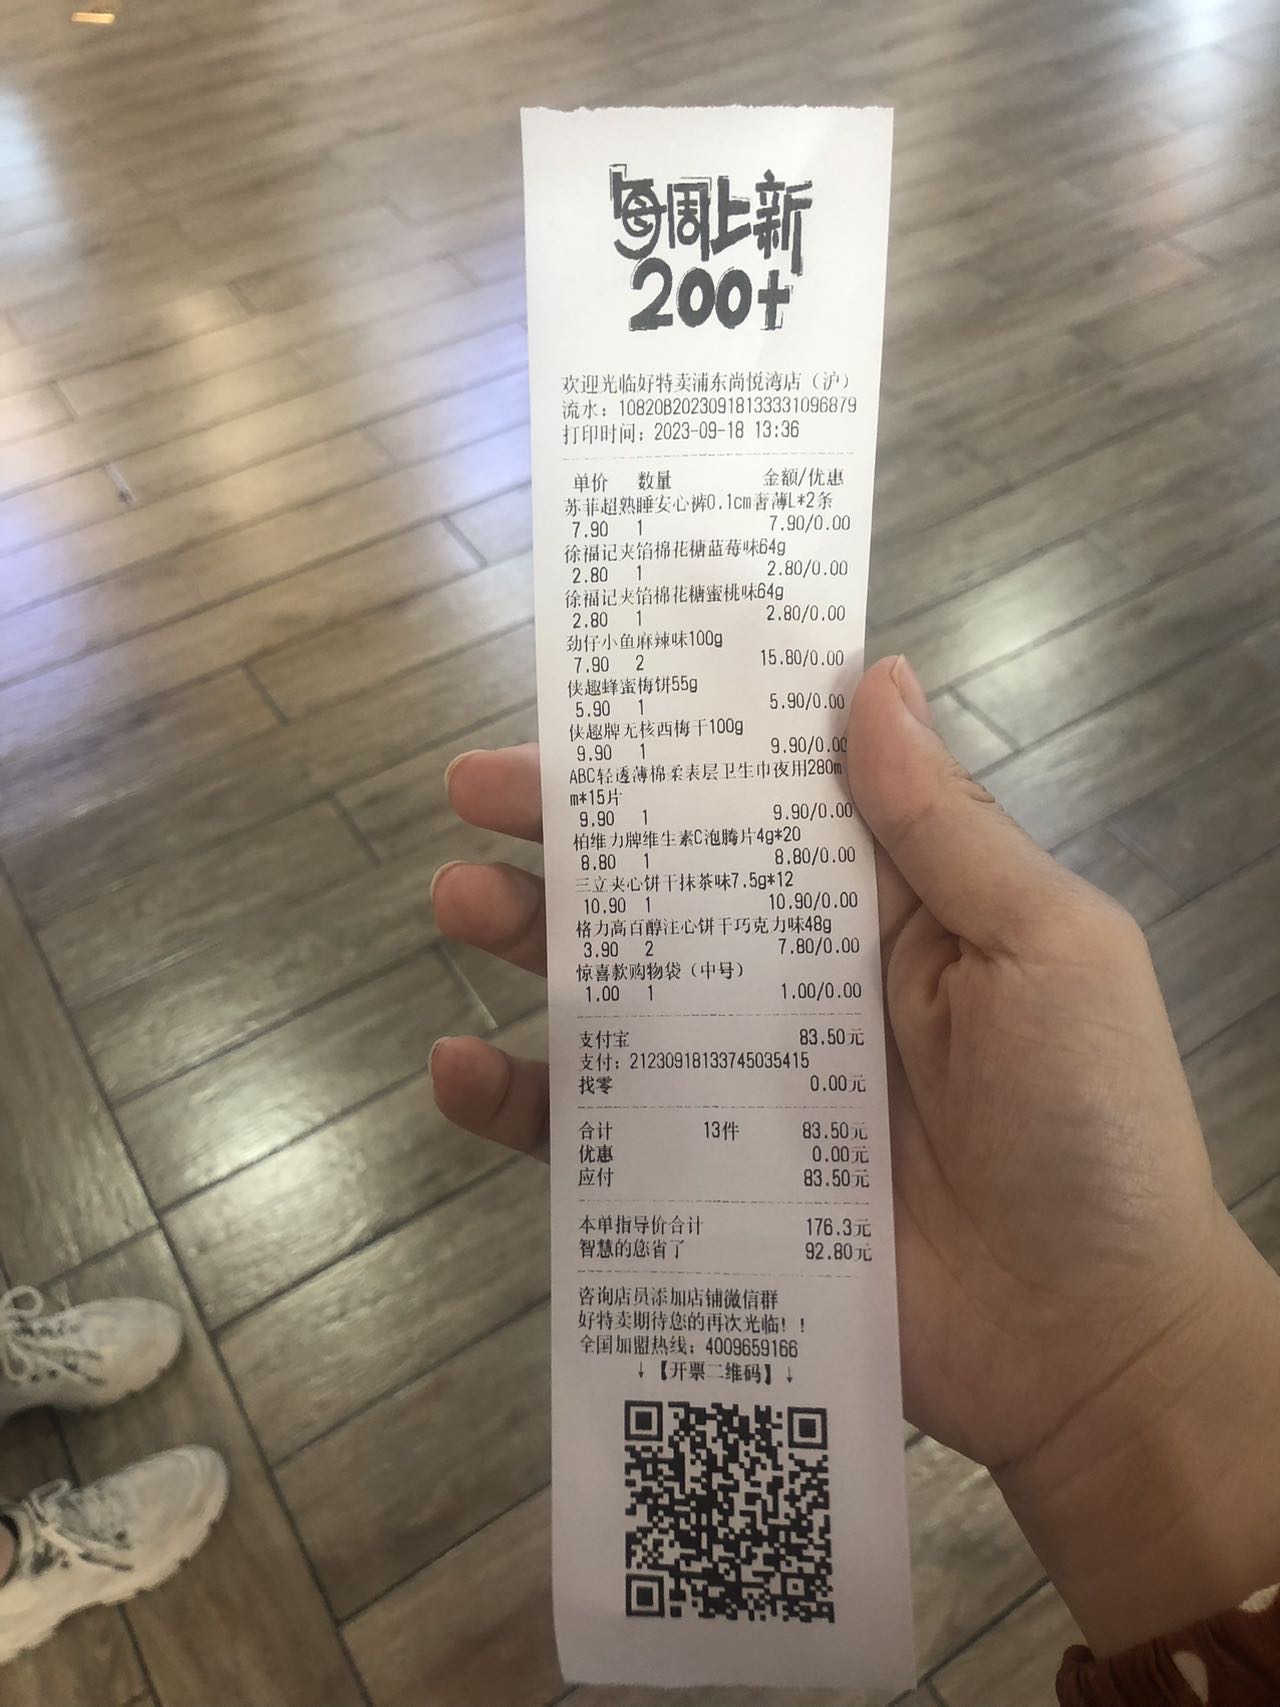 每周上新
200+
欢迎光临好特卖浦东尚悦湾店（沪）
流水：10820B20230918133331096879
打印时间：2023-09-18 13:36
单价 数量 金额/优惠
苏菲超熟睡安心裤0.1cm奢薄L*2条
7.90 1 7.90/0.00
徐福记夹馅棉花糖蓝莓味64g
2.80 1 2.80/0.00
徐福记夹馅棉花糖蜜桃味64g
2.80 1 2.80/0.00
劲仔小鱼麻辣味100g
7.90 2 15.80/0.00
侠趣蜂蜜梅饼55g
5.90 1 5.90/0.00
侠趣牌无核西梅干100g
9.90 1 9.90/0.00
ABC轻透薄棉柔表层卫生巾夜用280m
m*15片
9.90 1 9.90/0.00
柏维力牌维生素C泡腾片4g*20
8.80 1 8.80/0.00
三立夹心饼干抹茶味7.5g*12
10.90 1 10.90/0.00
格力高百醇注心饼干巧克力味48g
3.90 2 7.80/0.00
惊喜款购物袋（中号）
1.00 1 1.00/0.00
支付宝 83.50元
支付：21230918133745035415
找零 0.00元
合计 13件 83.50元
优惠 0.00元
应付 83.50元
本单指导价合计 176.3元
智慧的您省了 92.80元
咨询店员添加店铺微信群
好特卖期待您的再次光临！！
全国加盟热线：4009659166
↓【开票二维码】↓